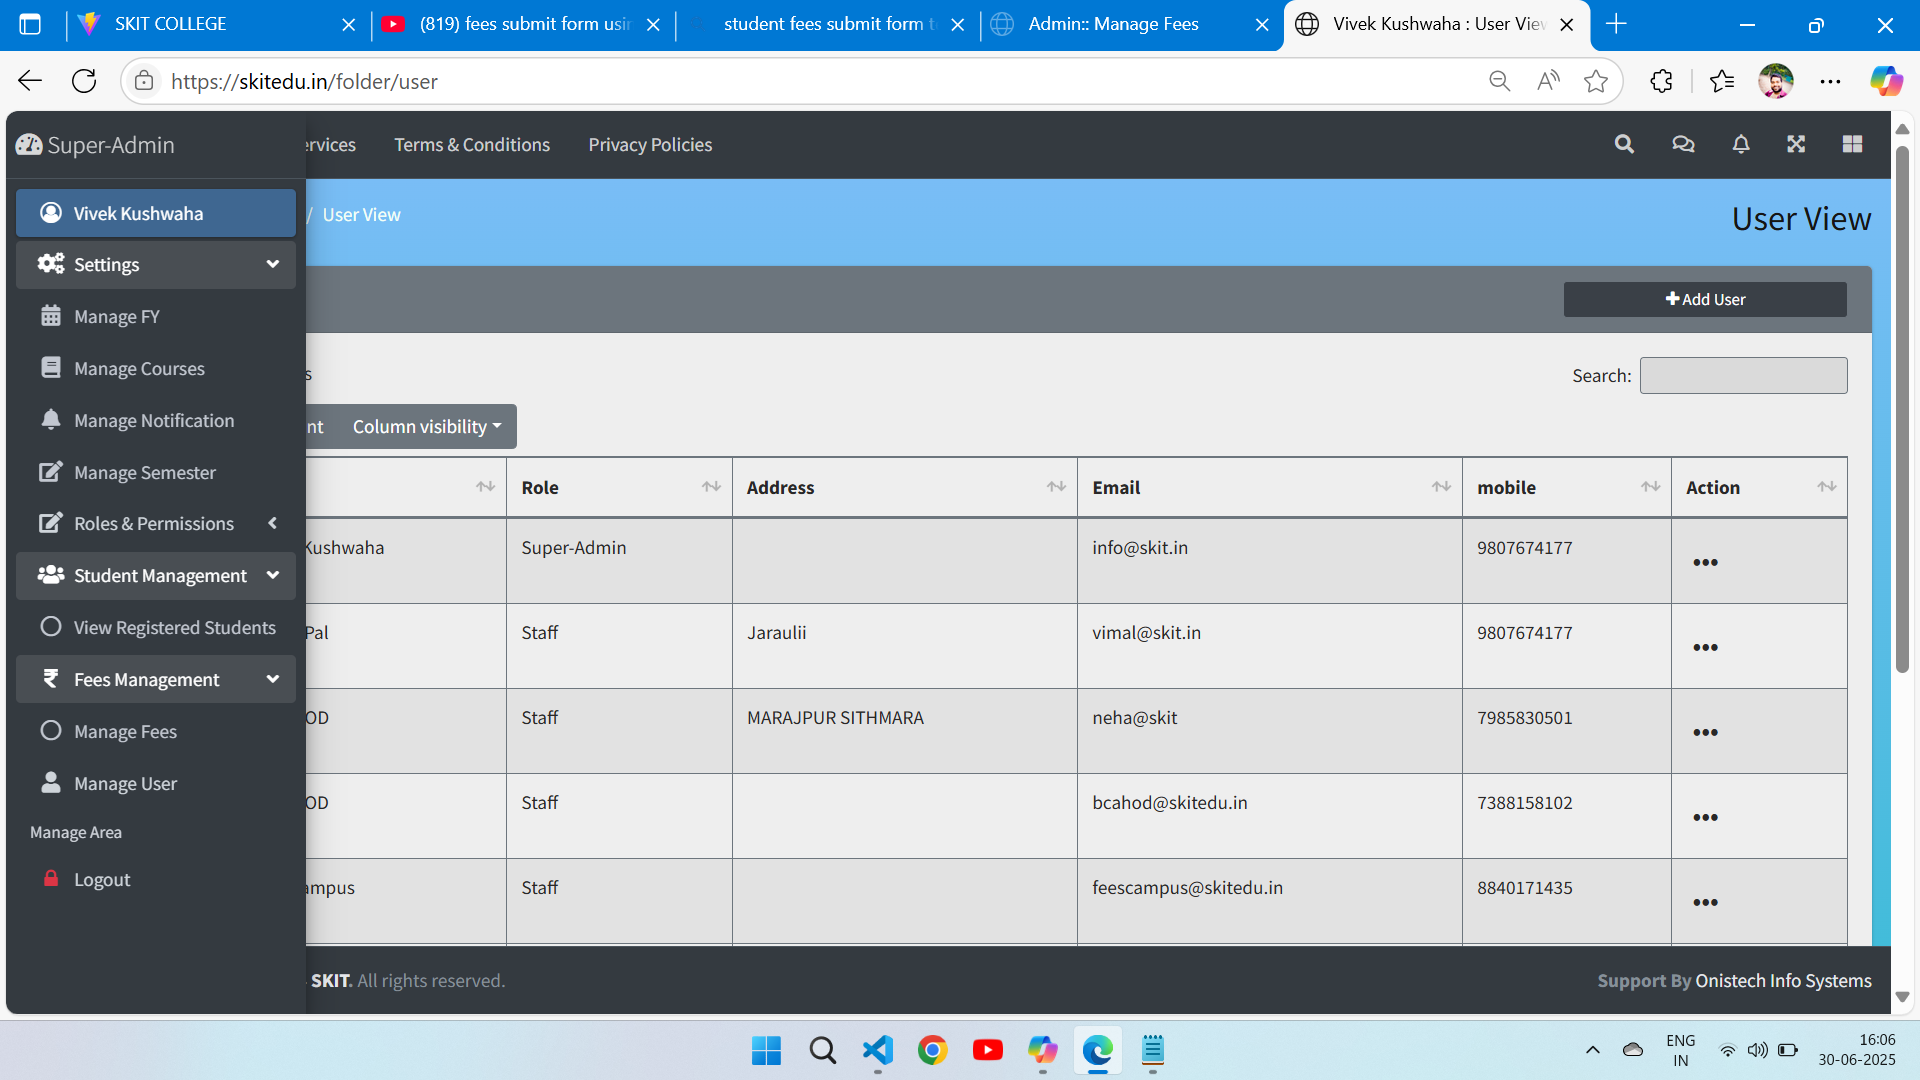 SKIT COLLEGE
(819) fees submit form usin
student fees submit form t
Admin:: Manage Fees
Vivek Kushwaha : User View
https://skitedu.in/folder/user
Super-Admin
ervices
Terms & Conditions
Privacy Policies
Vivek Kushwaha
/ User View
User View
Settings
Add User
Manage FY
Manage Courses
s
Search:
Manage Notification
nt
Column visibility
Manage Semester
Role
Address
Email
mobile
Action
Roles & Permissions
Kushwaha
Super-Admin
info@skit.in
9807674177
Student Management
View Registered Students
Pal
Staff
Jaraulii
vimal@skit.in
9807674177
Fees Management
OD
Staff
MARAJPUR SITHMARA
neha@skit
7985830501
Manage Fees
Manage User
OD
Staff
bcahod@skitedu.in
7388158102
Manage Area
Logout
ampus
Staff
feescampus@skitedu.in
8840171435
SKIT. All rights reserved.
Support By Onistech Info Systems
ENG
IN
16:06
30-06-2025